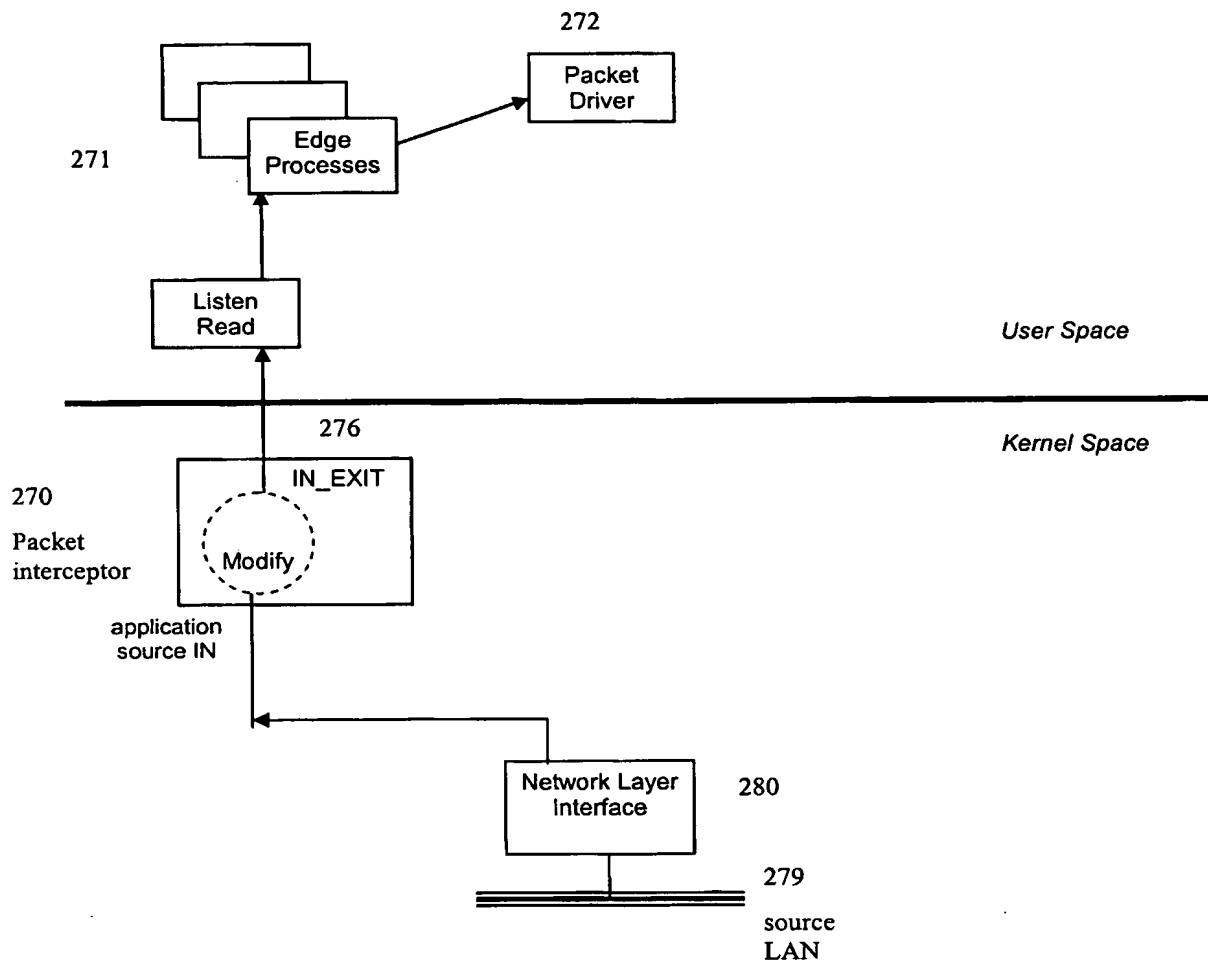 272
Packet
Driver
Edge
Processes
271
Listen
Read
User Space
276
Kernel Space
IN_EXIT
270
Packet
interceptor
Modify
application
source IN
Network Layer
Interface
280
279
source
LAN